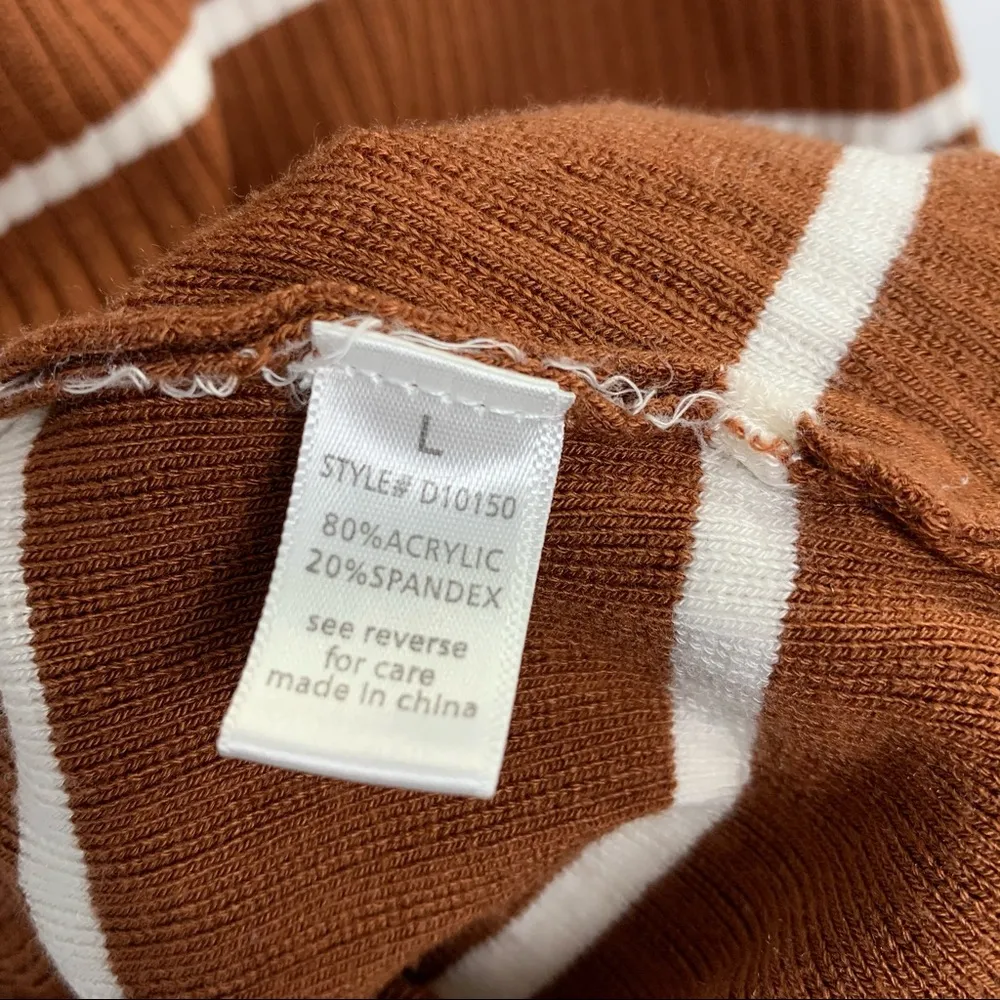 L
STYLE# D10150
80%ACRYLIC
20%SPANDEX
see reverse
for care
made in china